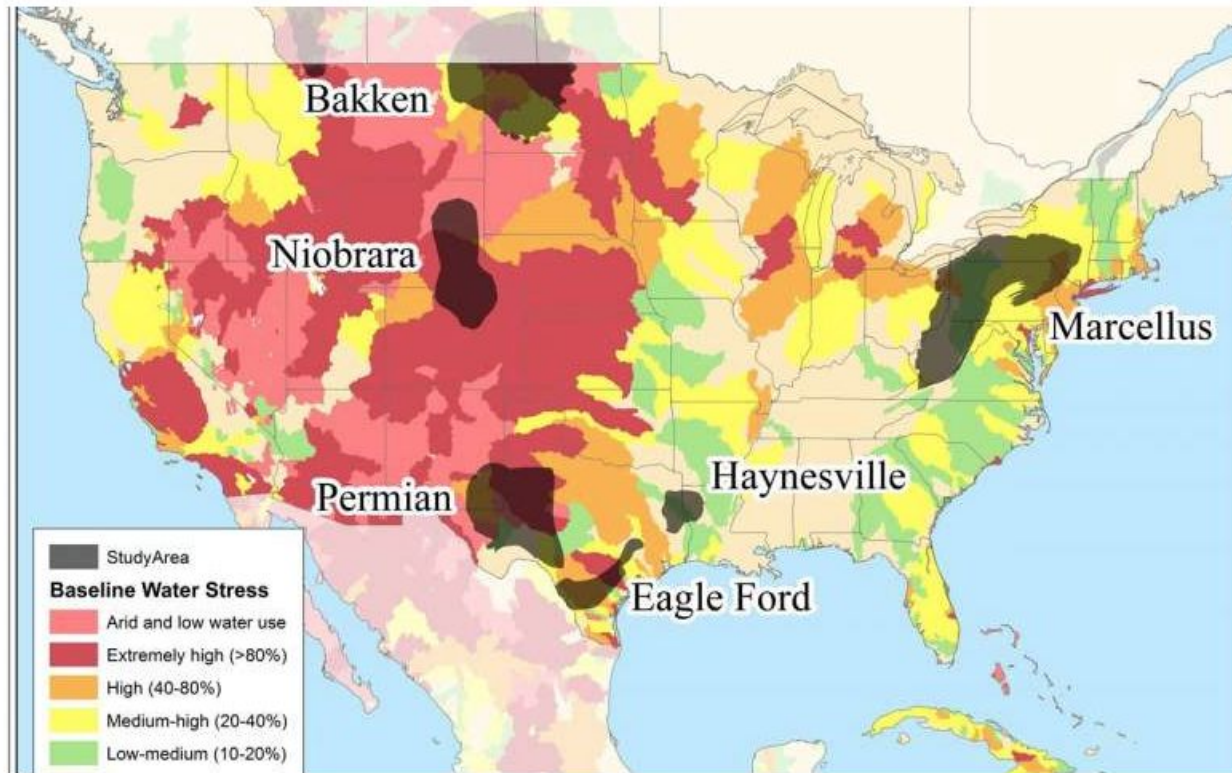 Bakken
Niobrara
Marcellus
Haynesville
Permian
Eagle Ford
StudyArea
Baseline Water Stress
Arid and low water use
Extremely high (>80%)
High (40-80%)
Medium-high (20-40%)
Low-medium (10-20%)